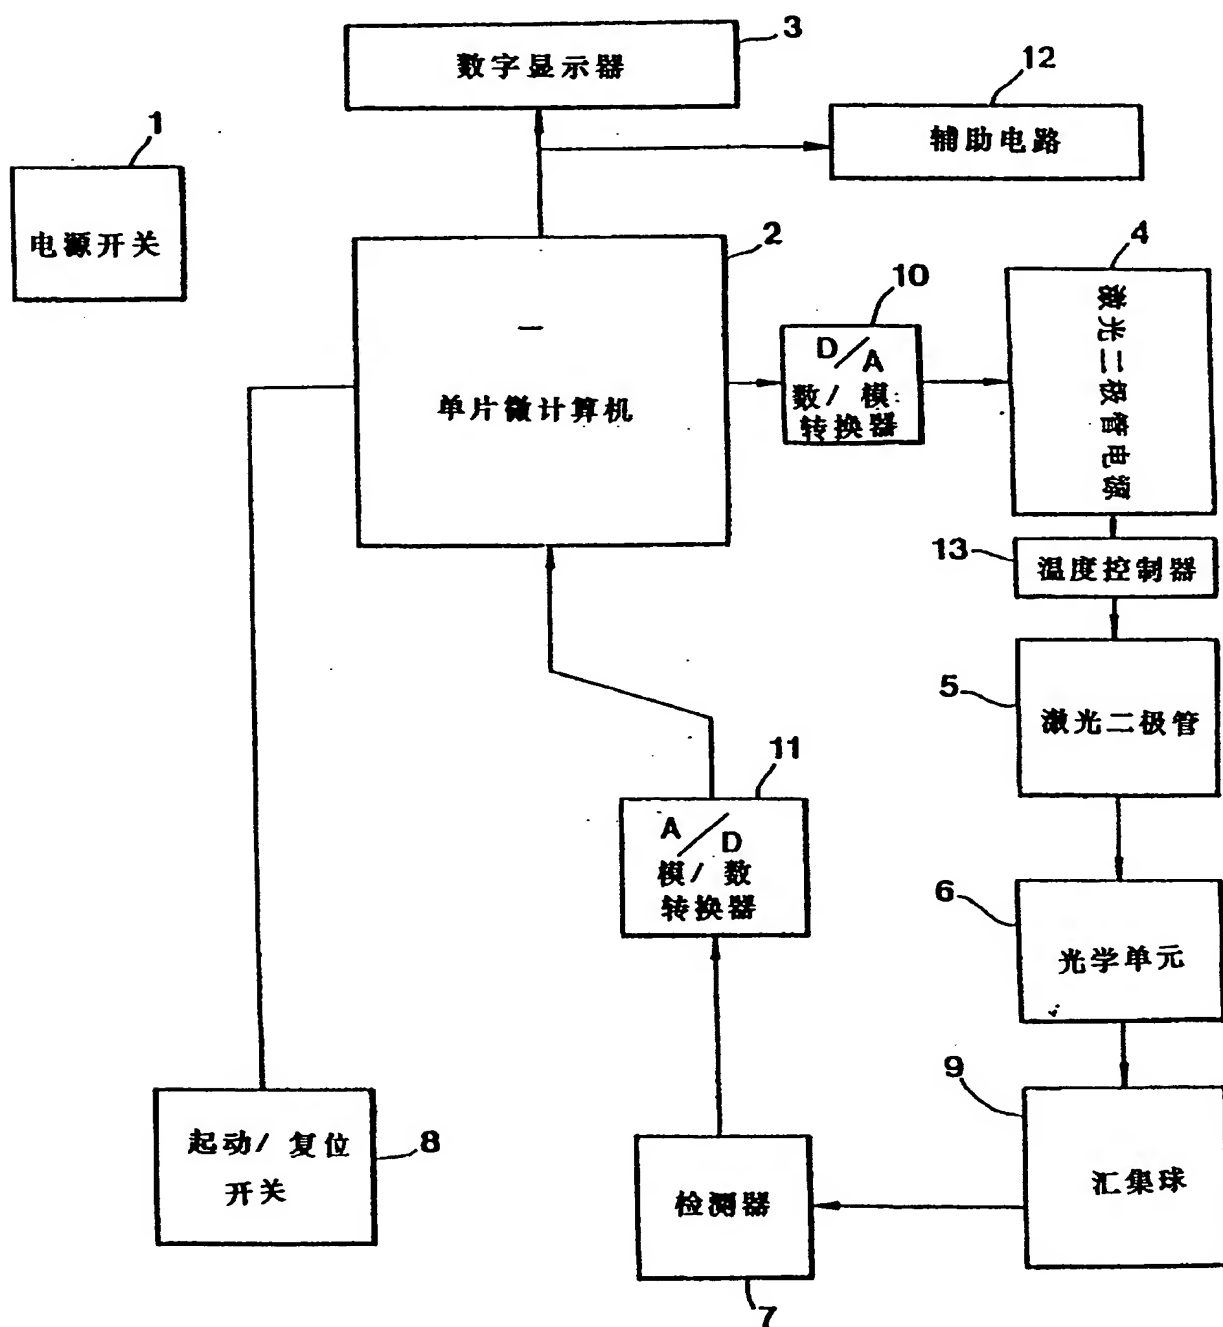 3
数字显示器
12
辅助电路
1
电源开关
2
单片微计算机
10
D/A
数/模
转换器
4
激光二极管电源
13
温度控制器
5
激光二极管
11
A/D
模/数
转换器
6
光学单元
9
汇集球
8
起动/复位
开关
检测器
7